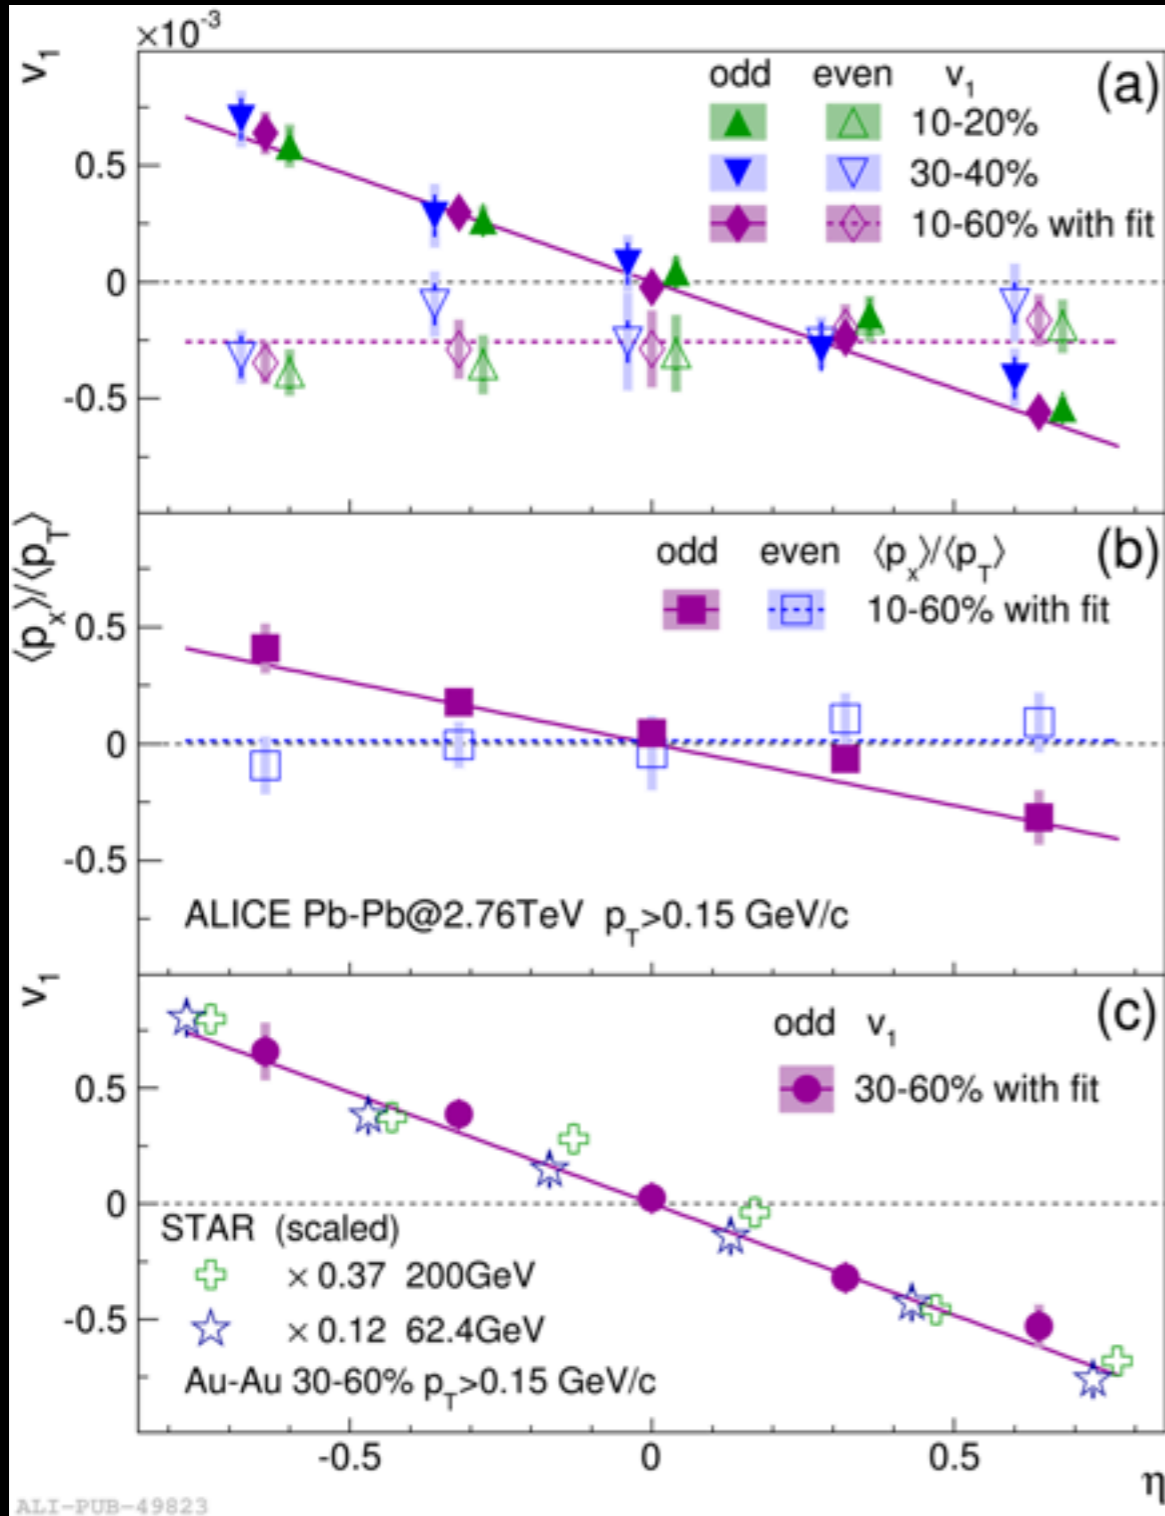 ×10⁻³
v₁
odd even v₁ (a)
10-20%
30-40%
10-60% with fit
0.5
0
-0.5
⟨pₓ⟩/⟨p_T⟩
odd even ⟨pₓ⟩/⟨p_T⟩ (b)
10-60% with fit
0.5
0
-0.5
ALICE Pb-Pb@2.76TeV p_T>0.15 GeV/c
v₁
odd v₁ (c)
30-60% with fit
0.5
0
-0.5
STAR (scaled)
× 0.37 200GeV
× 0.12 62.4GeV
Au-Au 30-60% p_T>0.15 GeV/c
-0.5 0 0.5
η
ALI-PUB-49823